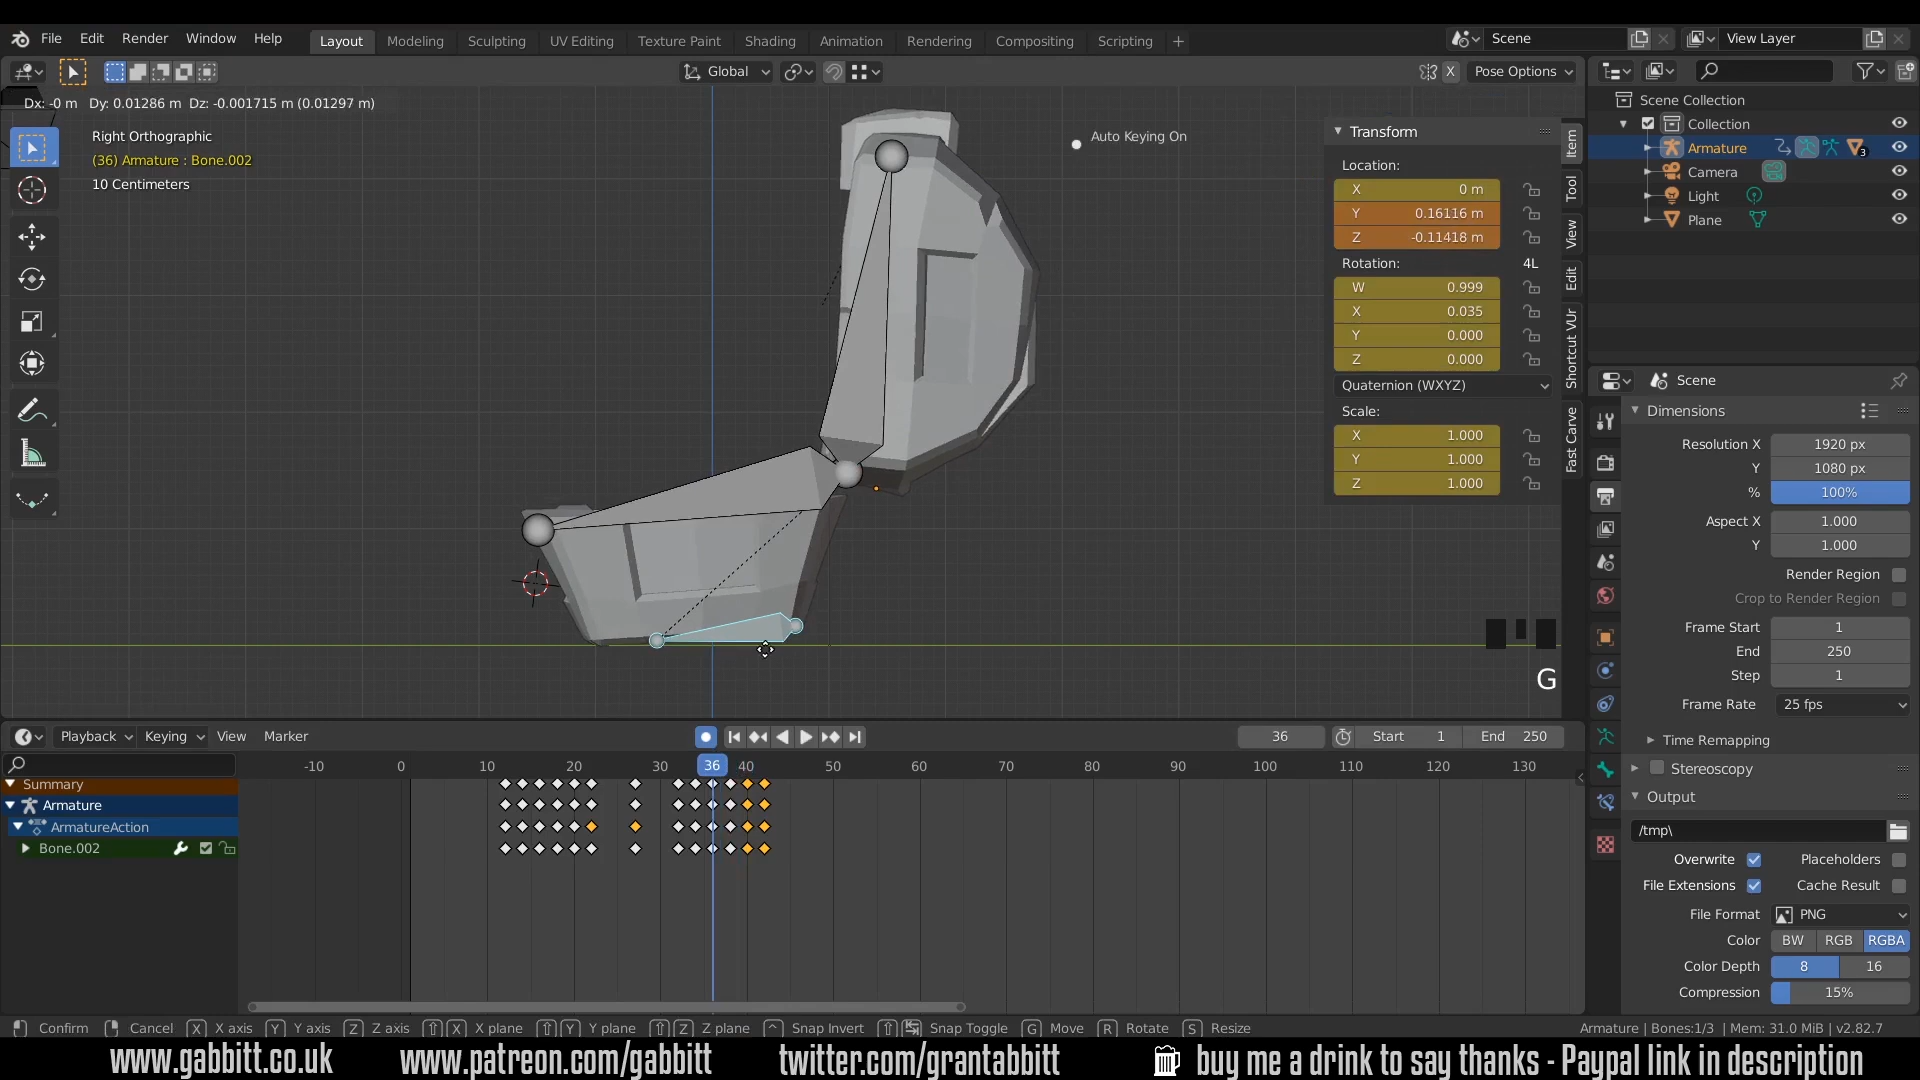 File Edit Render Window Help
Layout Modeling Sculpting UV Editing Texture Paint Shading Animation Rendering Compositing Scripting +
Scene View Layer
Global
X Pose Options
Dx: -0 m Dy: 0.01286 m Dz: -0.001715 m (0.01297 m)
Right Orthographic
(36) Armature : Bone.002
10 Centimeters
Auto Keying On
Transform
Location:
X 0 m
Y 0.16116 m
Z -0.11418 m
Rotation: 4L
W 0.999
X 0.035
Y 0.000
Z 0.000
Quaternion (WXYZ)
Scale:
X 1.000
Y 1.000
Z 1.000
Item
Tool
View
Edit
Shortcut VUr
Fast Carve
G
Scene Collection
Collection
Armature 3
Camera
Light
Plane
Scene
Dimensions
Resolution X 1920 px
Y 1080 px
% 100%
Aspect X 1.000
Y 1.000
Render Region
Crop to Render Region
Frame Start 1
End 250
Step 1
Frame Rate 25 fps
Time Remapping
Stereoscopy
Output
/tmp\
Overwrite Placeholders
File Extensions Cache Result
File Format PNG
Color BW RGB RGBA
Color Depth 8 16
Compression 15%
Playback Keying View Marker
36 Start 1 End 250
-10 0 10 20 30 36 40 50 60 70 80 90 100 110 120 130
Summary
Armature
ArmatureAction
Bone.002
Confirm Cancel X X axis Y Y axis Z Z axis X X plane Y Y plane Z Z plane Snap Invert Snap Toggle G Move R Rotate S Resize
Armature | Bones:1/3 | Mem: 31.0 MiB | v2.82.7
www.gabbitt.co.uk www.patreon.com/gabbitt twitter.com/grantabbitt buy me a drink to say thanks - Paypal link in description